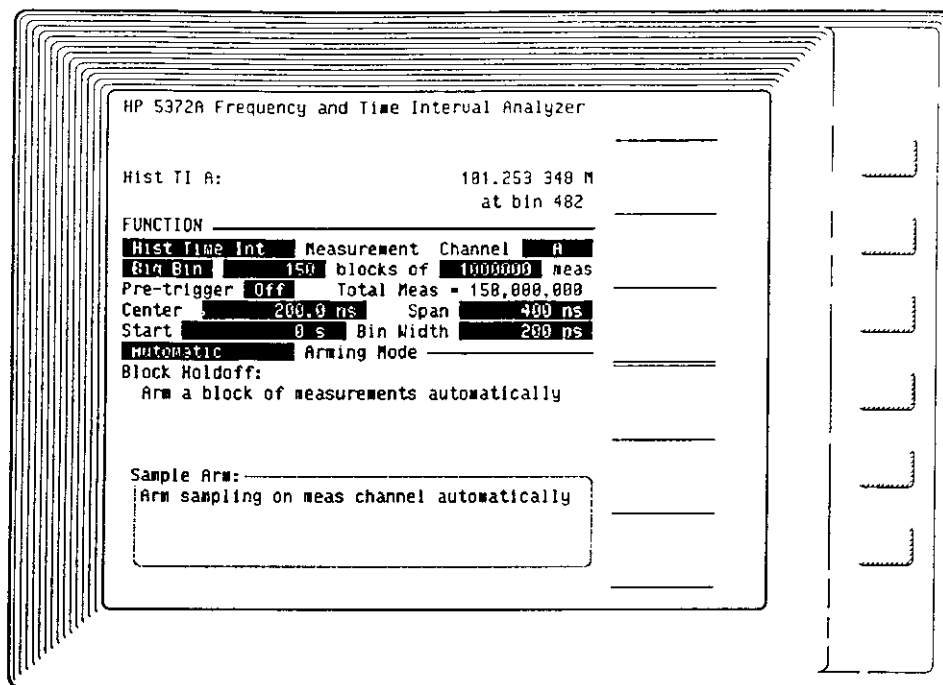 HP 5372A Frequency and Time Interval Analyzer
Hist TI A: 101.253 340 M
at bin 482
FUNCTION
Hist Time Int Measurement Channel A
Big Bin 150 blocks of 1000000 meas
Pre-trigger Off Total Meas = 150,000,000
Center 200.0 ns Span 400 ns
Start 0 s Bin Width 200 ps
Automatic Arming Mode
Block Holdoff:
Arm a block of measurements automatically
Sample Arm:
Arm sampling on meas channel automatically